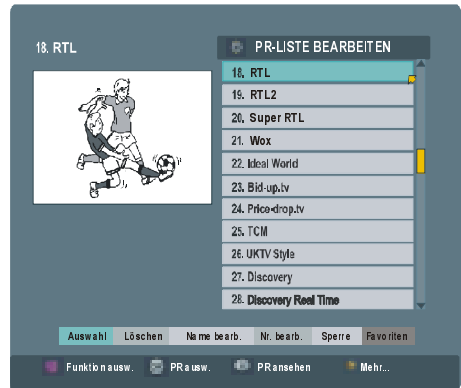 18. RTL
PR-LISTE BEARBEITEN
18. RTL
19. RTL2
20. Super RTL
21. Wox
22. Ideal World
23. Bid-up.tv
24. Price-drop.tv
25. TCM
26. UKTV Style
27. Discovery
28. Discovery Real Time
Auswahl Löschen Name bearb. Nr. bearb. Sperre Favoriten
Funktion ausw. PR ausw. PR ansehen Mehr...